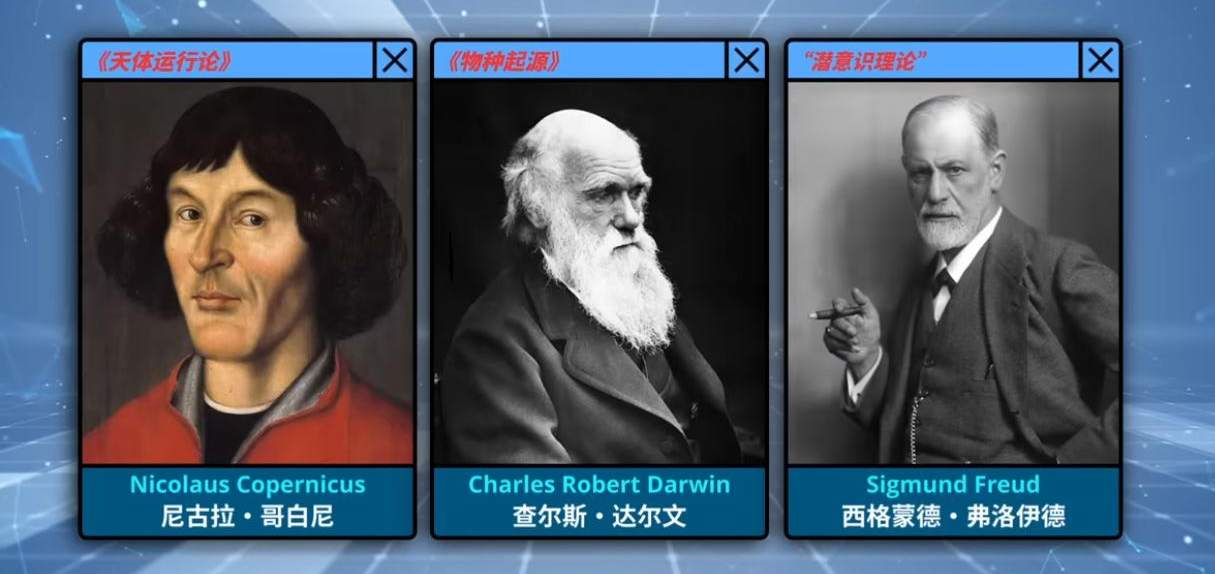 《天体运行论》
《物种起源》
“潜意识理论”
Nicolaus Copernicus
尼古拉·哥白尼
Charles Robert Darwin
查尔斯·达尔文
Sigmund Freud
西格蒙德·弗洛伊德